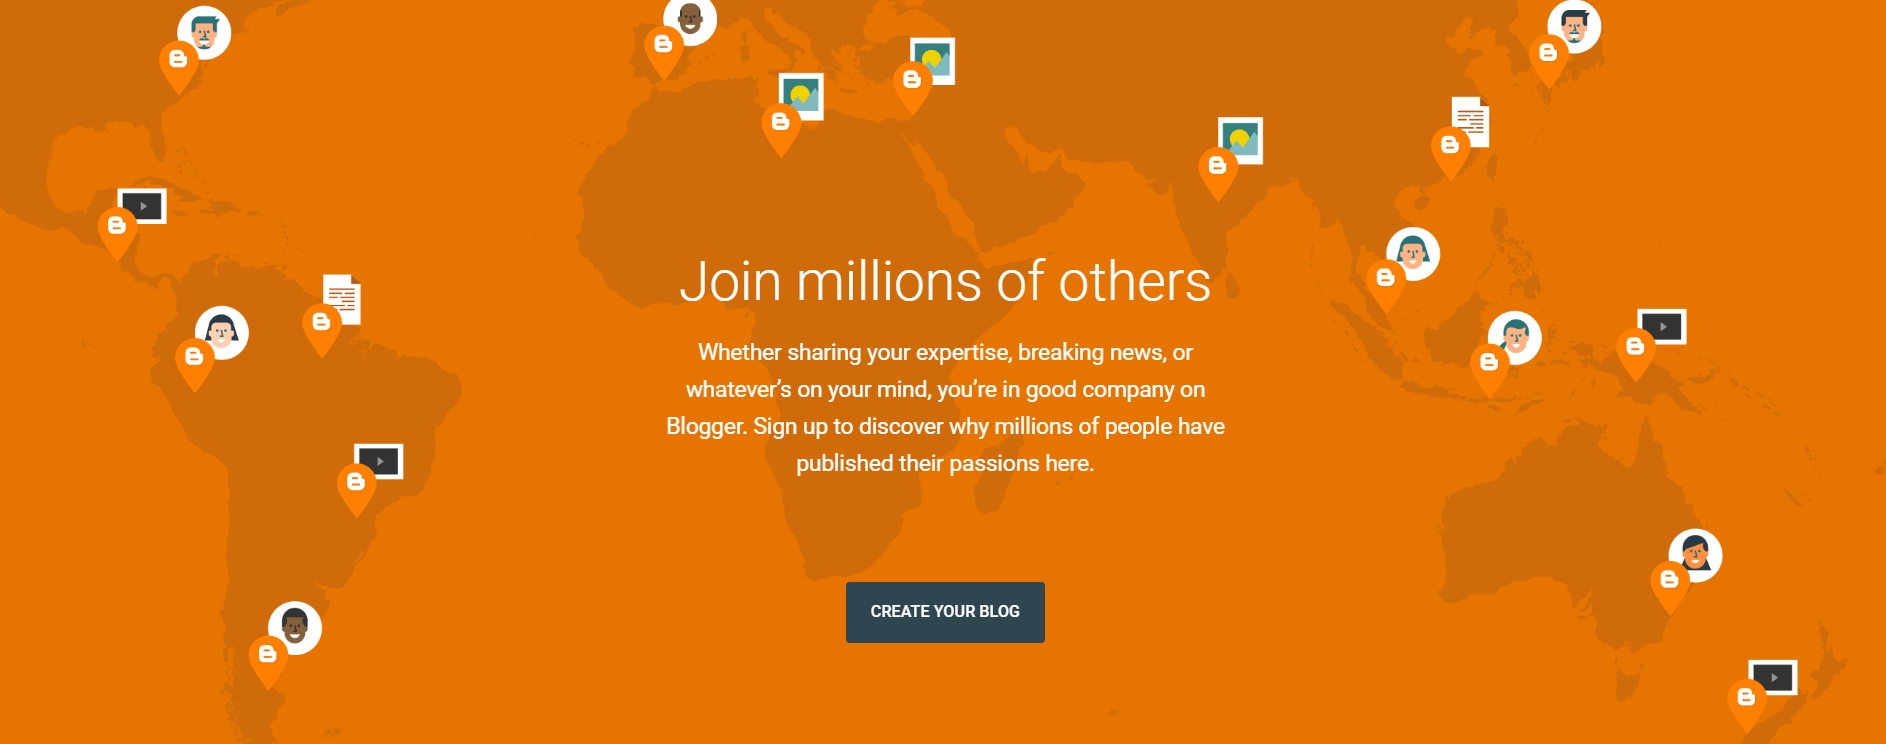 Join millions of others
Whether sharing your expertise, breaking news, or
whatever’s on your mind, you’re in good company on
Blogger. Sign up to discover why millions of people have
published their passions here.
CREATE YOUR BLOG